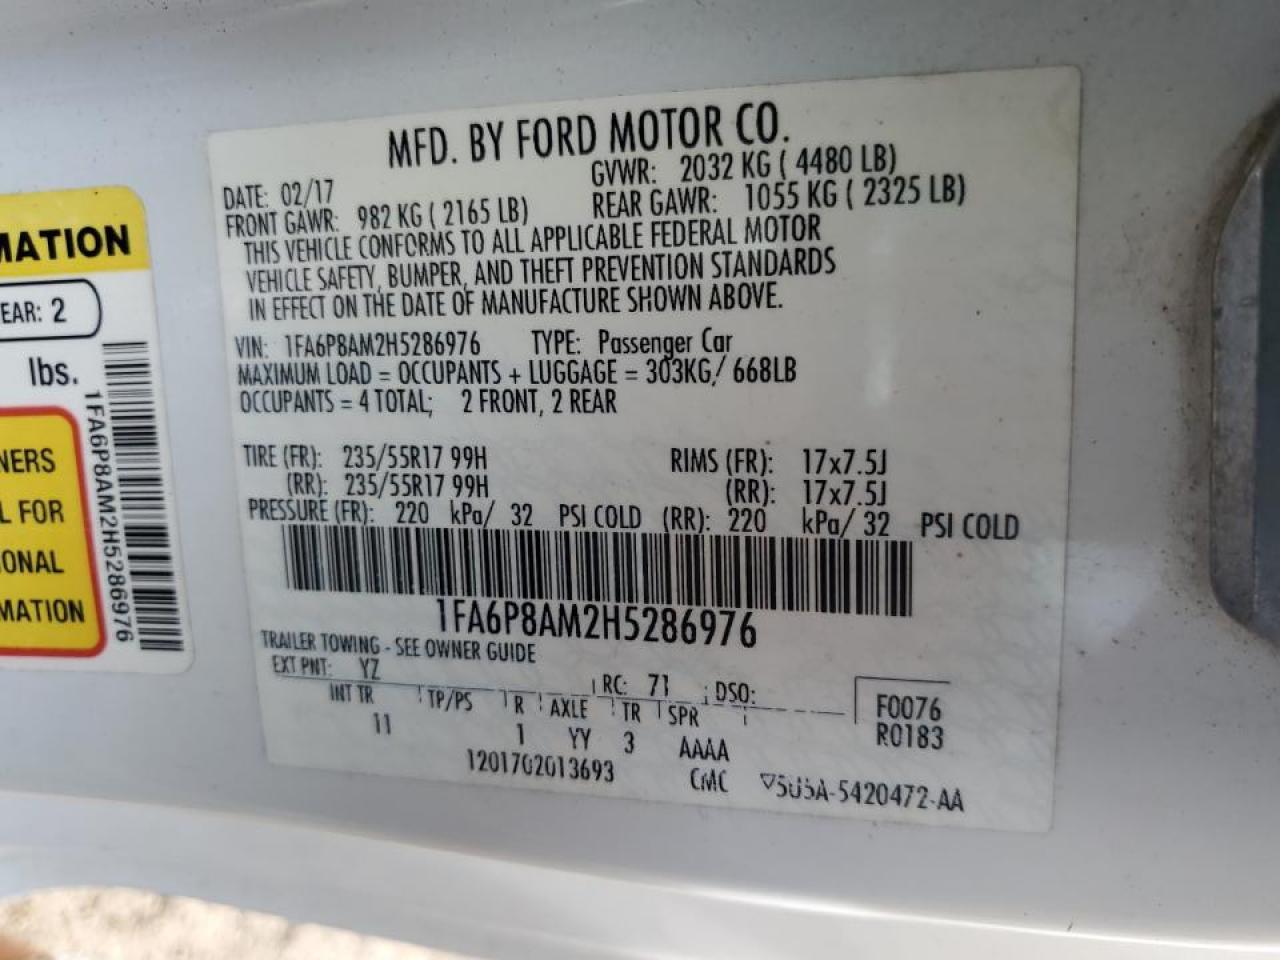 MFD. BY FORD MOTOR CO.
DATE: 02/17 GVWR: 2032 KG ( 4480 LB)
FRONT GAWR: 982 KG ( 2165 LB) REAR GAWR: 1055 KG ( 2325 LB)
THIS VEHICLE CONFORMS TO ALL APPLICABLE FEDERAL MOTOR
VEHICLE SAFETY, BUMPER, AND THEFT PREVENTION STANDARDS
IN EFFECT ON THE DATE OF MANUFACTURE SHOWN ABOVE.
VIN: 1FA6P8AM2H5286976 TYPE: Passenger Car
MAXIMUM LOAD = OCCUPANTS + LUGGAGE = 303KG/ 668LB
OCCUPANTS = 4 TOTAL; 2 FRONT, 2 REAR
TIRE (FR): 235/55R17 99H RIMS (FR): 17x7.5J
(RR): 235/55R17 99H (RR): 17x7.5J
PRESSURE (FR): 220 kPa/ 32 PSI COLD (RR): 220 kPa/ 32 PSI COLD
1FA6P8AM2H5286976
TRAILER TOWING - SEE OWNER GUIDE
EXT PNT: YZ RC: 71 DSO:
INT TR TP/PS R AXLE TR SPR
11 1 YY 3 AAAA
F0076
R0183
1201702013693 CMC 5U5A-5420472-AA
MATION
EAR: 2
lbs.
1FA6P8AM2H5286976
NERS
L FOR
ONAL
MATION